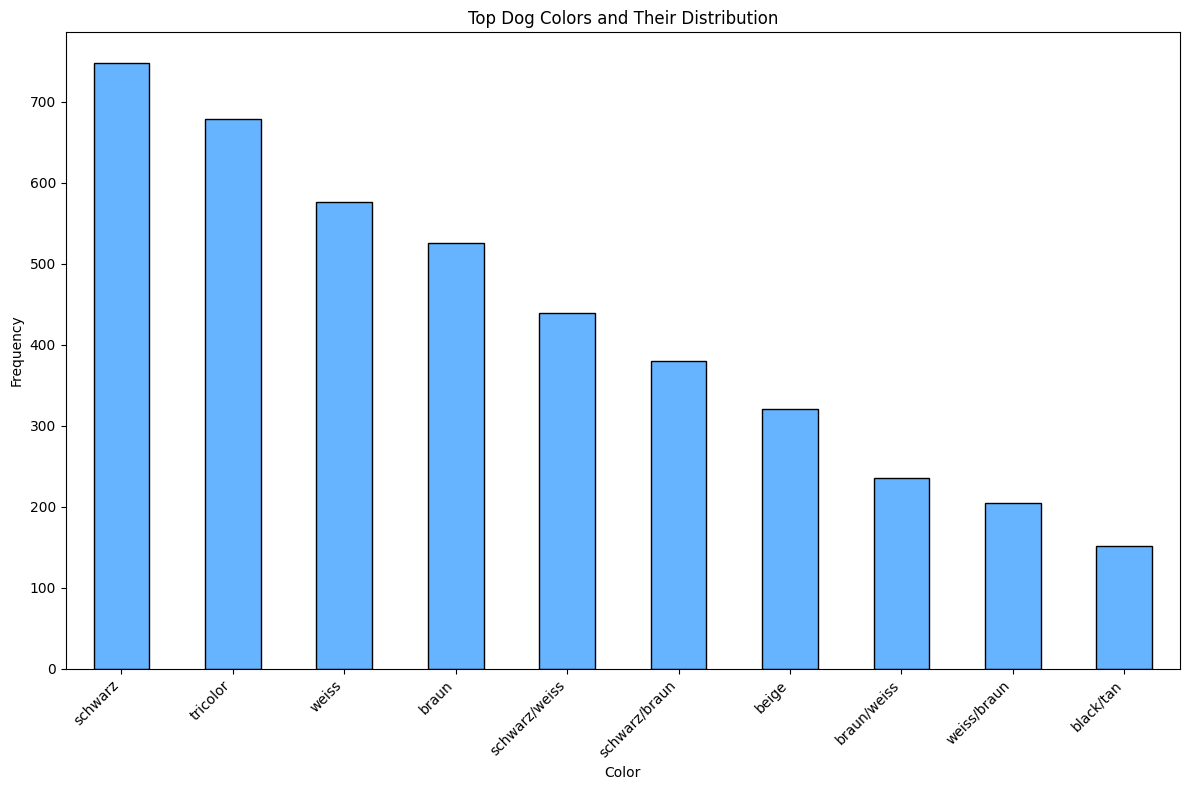 Top Dog Colors and Their Distribution
Frequency
700
600
500
400
300
200
100
0
schwarz
tricolor
weiss
braun
schwarz/weiss
schwarz/braun
beige
braun/weiss
weiss/braun
black/tan
Color